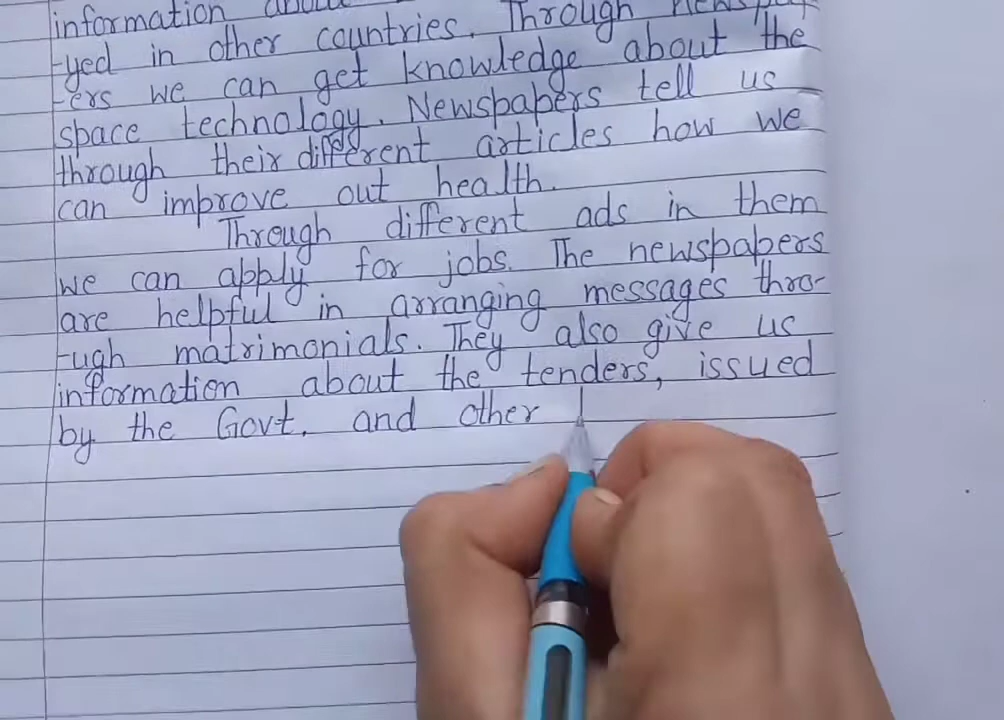 information about
-yed in other countries. Through newspap
-ers we can get knowledge about the
space technology. Newspapers tell us
through their different articles how we
can improve out health.
Through different ads in them
we can apply for jobs. The newspapers
are helpful in arranging messages thro-
-ugh matrimonials. They also give us
information about the tenders, issued
by the Govt. and other